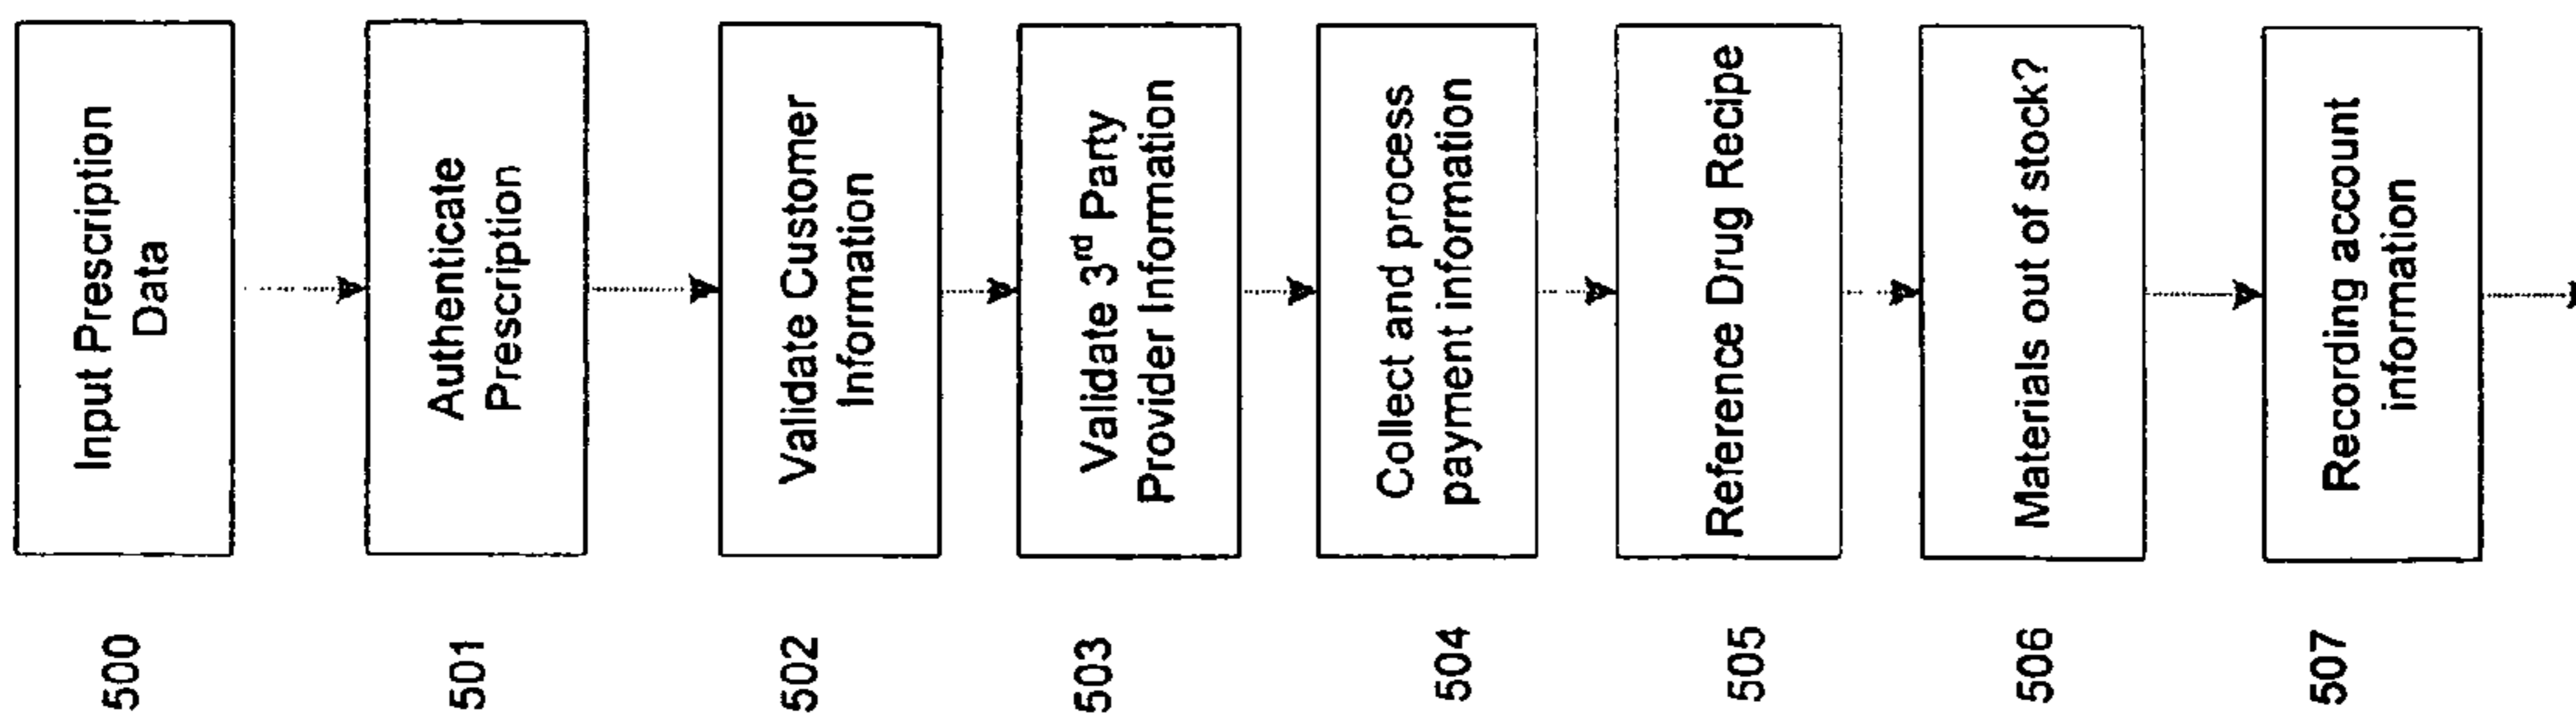 500
Input Prescription
Data
501
Authenticate
Prescription
502
Validate Customer
Information
503
Validate 3rd Party
Provider Information
504
Collect and process
payment information
505
Reference Drug Recipe
506
Materials out of stock?
507
Recording account
information